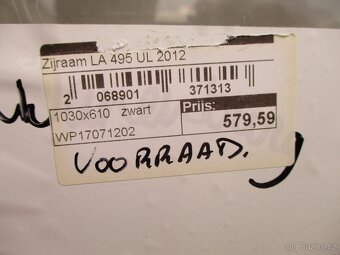 Zijraam LA 495 UL 2012
2 068901 371313
1030x610 zwart
Prijs:
579,59
WP17071202
VOORRAAD.